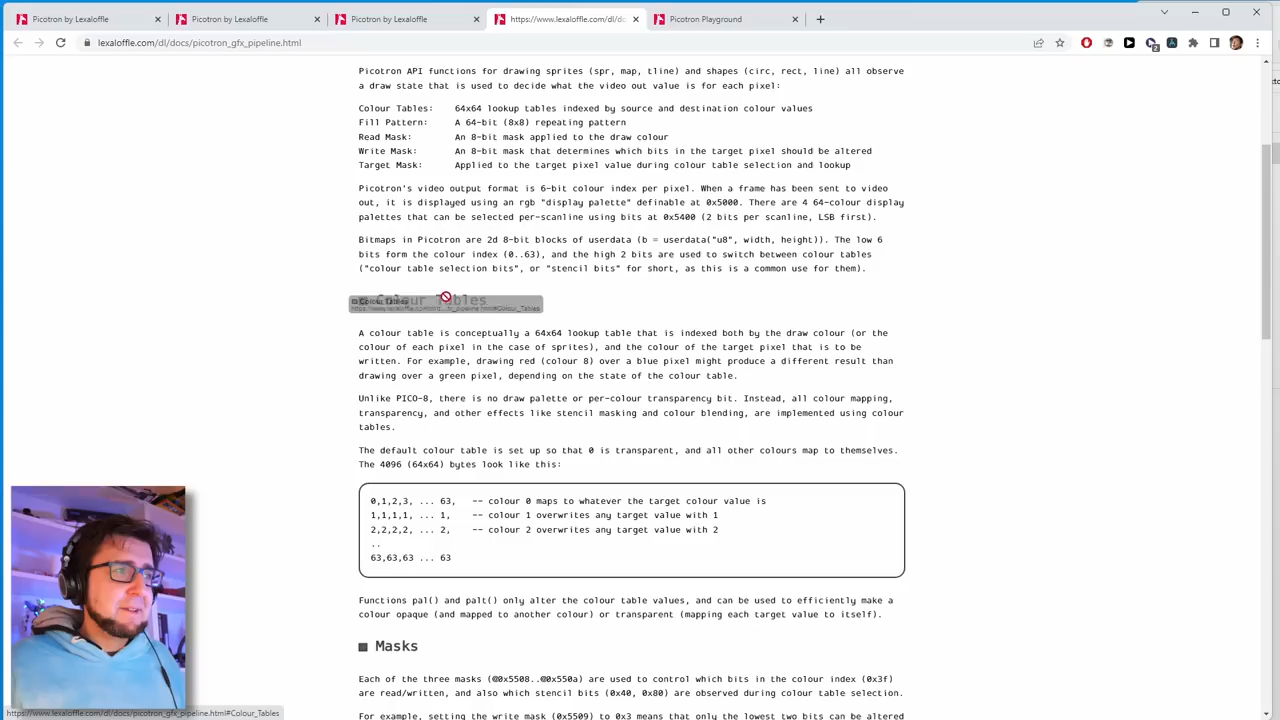 Picotron by Lexaloffle
Picotron by Lexaloffle
Picotron by Lexaloffle
https://www.lexaloffle.com/dl/do
Picotron Playground
lexaloffle.com/dl/docs/picotron_gfx_pipeline.html
Picotron API functions for drawing sprites (spr, map, tline) and shapes (circ, rect, line) all observe
a draw state that is used to decide what the video out value is for each pixel:
Colour Tables: 64x64 lookup tables indexed by source and destination colour values
Fill Pattern: A 64-bit (8x8) repeating pattern
Read Mask: An 8-bit mask applied to the draw colour
Write Mask: An 8-bit mask that determines which bits in the target pixel should be altered
Target Mask: Applied to the target pixel value during colour table selection and lookup
Picotron's video output format is 6-bit colour index per pixel. When a frame has been sent to video
out, it is displayed using an rgb "display palette" definable at 0x5000. There are 4 64-colour display
palettes that can be selected per-scanline using bits at 0x5400 (2 bits per scanline, LSB first).
Bitmaps in Picotron are 2d 8-bit blocks of userdata (b = userdata("u8", width, height)). The low 6
bits form the colour index (0..63), and the high 2 bits are used to switch between colour tables
("colour table selection bits", or "stencil bits" for short, as this is a common use for them).
Colour Tables
Colour Tables
A colour table is conceptually a 64x64 lookup table that is indexed both by the draw colour (or the
colour of each pixel in the case of sprites), and the colour of the target pixel that is to be
written. For example, drawing red (colour 8) over a blue pixel might produce a different result than
drawing over a green pixel, depending on the state of the colour table.
Unlike PICO-8, there is no draw palette or per-colour transparency bit. Instead, all colour mapping,
transparency, and other effects like stencil masking and colour blending, are implemented using colour
tables.
The default colour table is set up so that 0 is transparent, and all other colours map to themselves.
The 4096 (64x64) bytes look like this:
0,1,2,3, ... 63, -- colour 0 maps to whatever the target colour value is
1,1,1,1, ... 1, -- colour 1 overwrites any target value with 1
2,2,2,2, ... 2, -- colour 2 overwrites any target value with 2
..
63,63,63 ... 63
Functions pal() and palt() only alter the colour table values, and can be used to efficiently make a
colour opaque (and mapped to another colour) or transparent (mapping each target value to itself).
Masks
Each of the three masks (@0x5508..@0x550a) are used to control which bits in the colour index (0x3f)
are read/written, and also which stencil bits (0x40, 0x80) are observed during colour table selection.
https://www.lexaloffle.com/dl/docs/picotron_gfx_pipeline.html#Colour_Tables
For example, setting the write mask (0x5509) to 0x3 means that only the lowest two bits can be altered